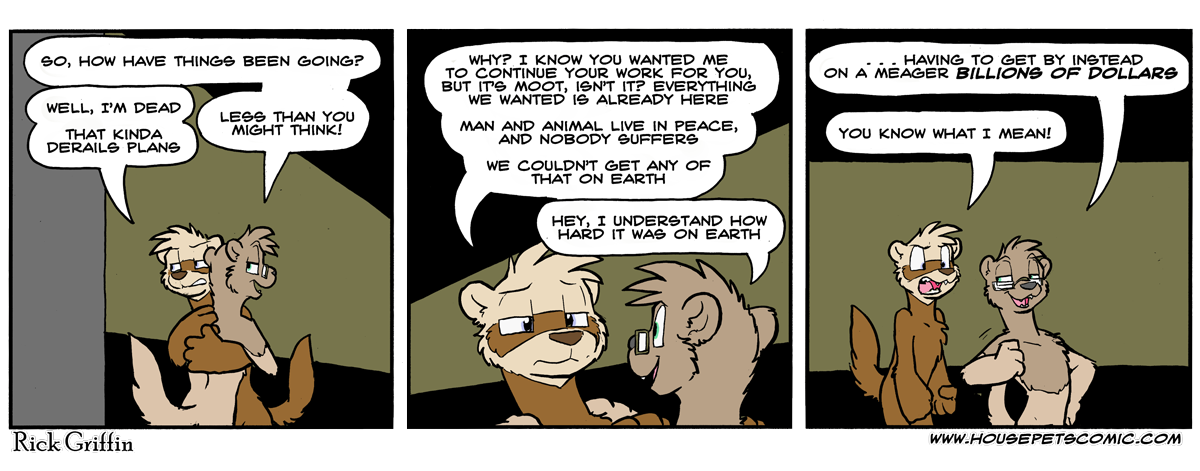 SO, HOW HAVE THINGS BEEN GOING?
WELL, I'M DEAD
THAT KINDA
DERAILS PLANS
LESS THAN YOU
MIGHT THINK!
WHY? I KNOW YOU WANTED ME
TO CONTINUE YOUR WORK FOR YOU,
BUT IT'S MOOT, ISN'T IT? EVERYTHING
WE WANTED IS ALREADY HERE
MAN AND ANIMAL LIVE IN PEACE,
AND NOBODY SUFFERS
WE COULDN'T GET ANY OF
THAT ON EARTH
HEY, I UNDERSTAND HOW
HARD IT WAS ON EARTH
. . . HAVING TO GET BY INSTEAD
ON A MEAGER BILLIONS OF DOLLARS
YOU KNOW WHAT I MEAN!
Rick Griffin
WWW.HOUSEPETSCOMIC.COM